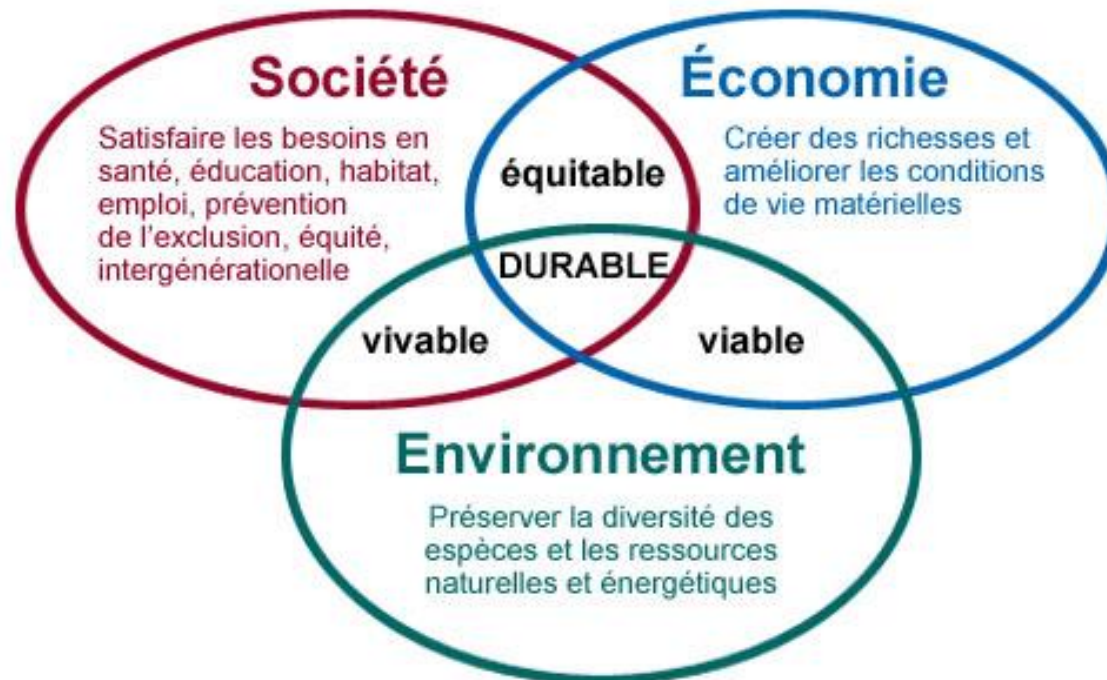 Société
Satisfaire les besoins en
santé, éducation, habitat,
emploi, prévention
de l'exclusion, équité,
intergénérationelle
Économie
Créer des richesses et
améliorer les conditions
de vie matérielles
équitable
DURABLE
vivable
viable
Environnement
Préserver la diversité des
espèces et les ressources
naturelles et énergétiques